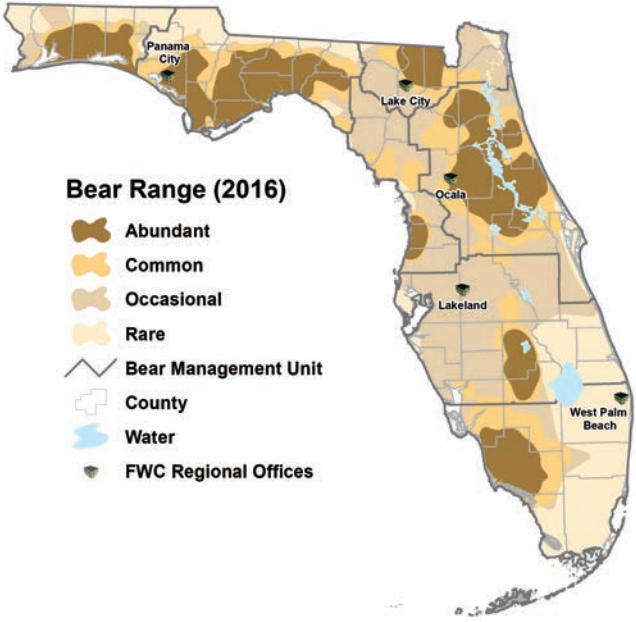 Panama
City
Lake City
Ocala
Bear Range (2016)
Abundant
Common
Occasional
Rare
Bear Management Unit
County
Water
FWC Regional Offices
Lakeland
West Palm
Beach